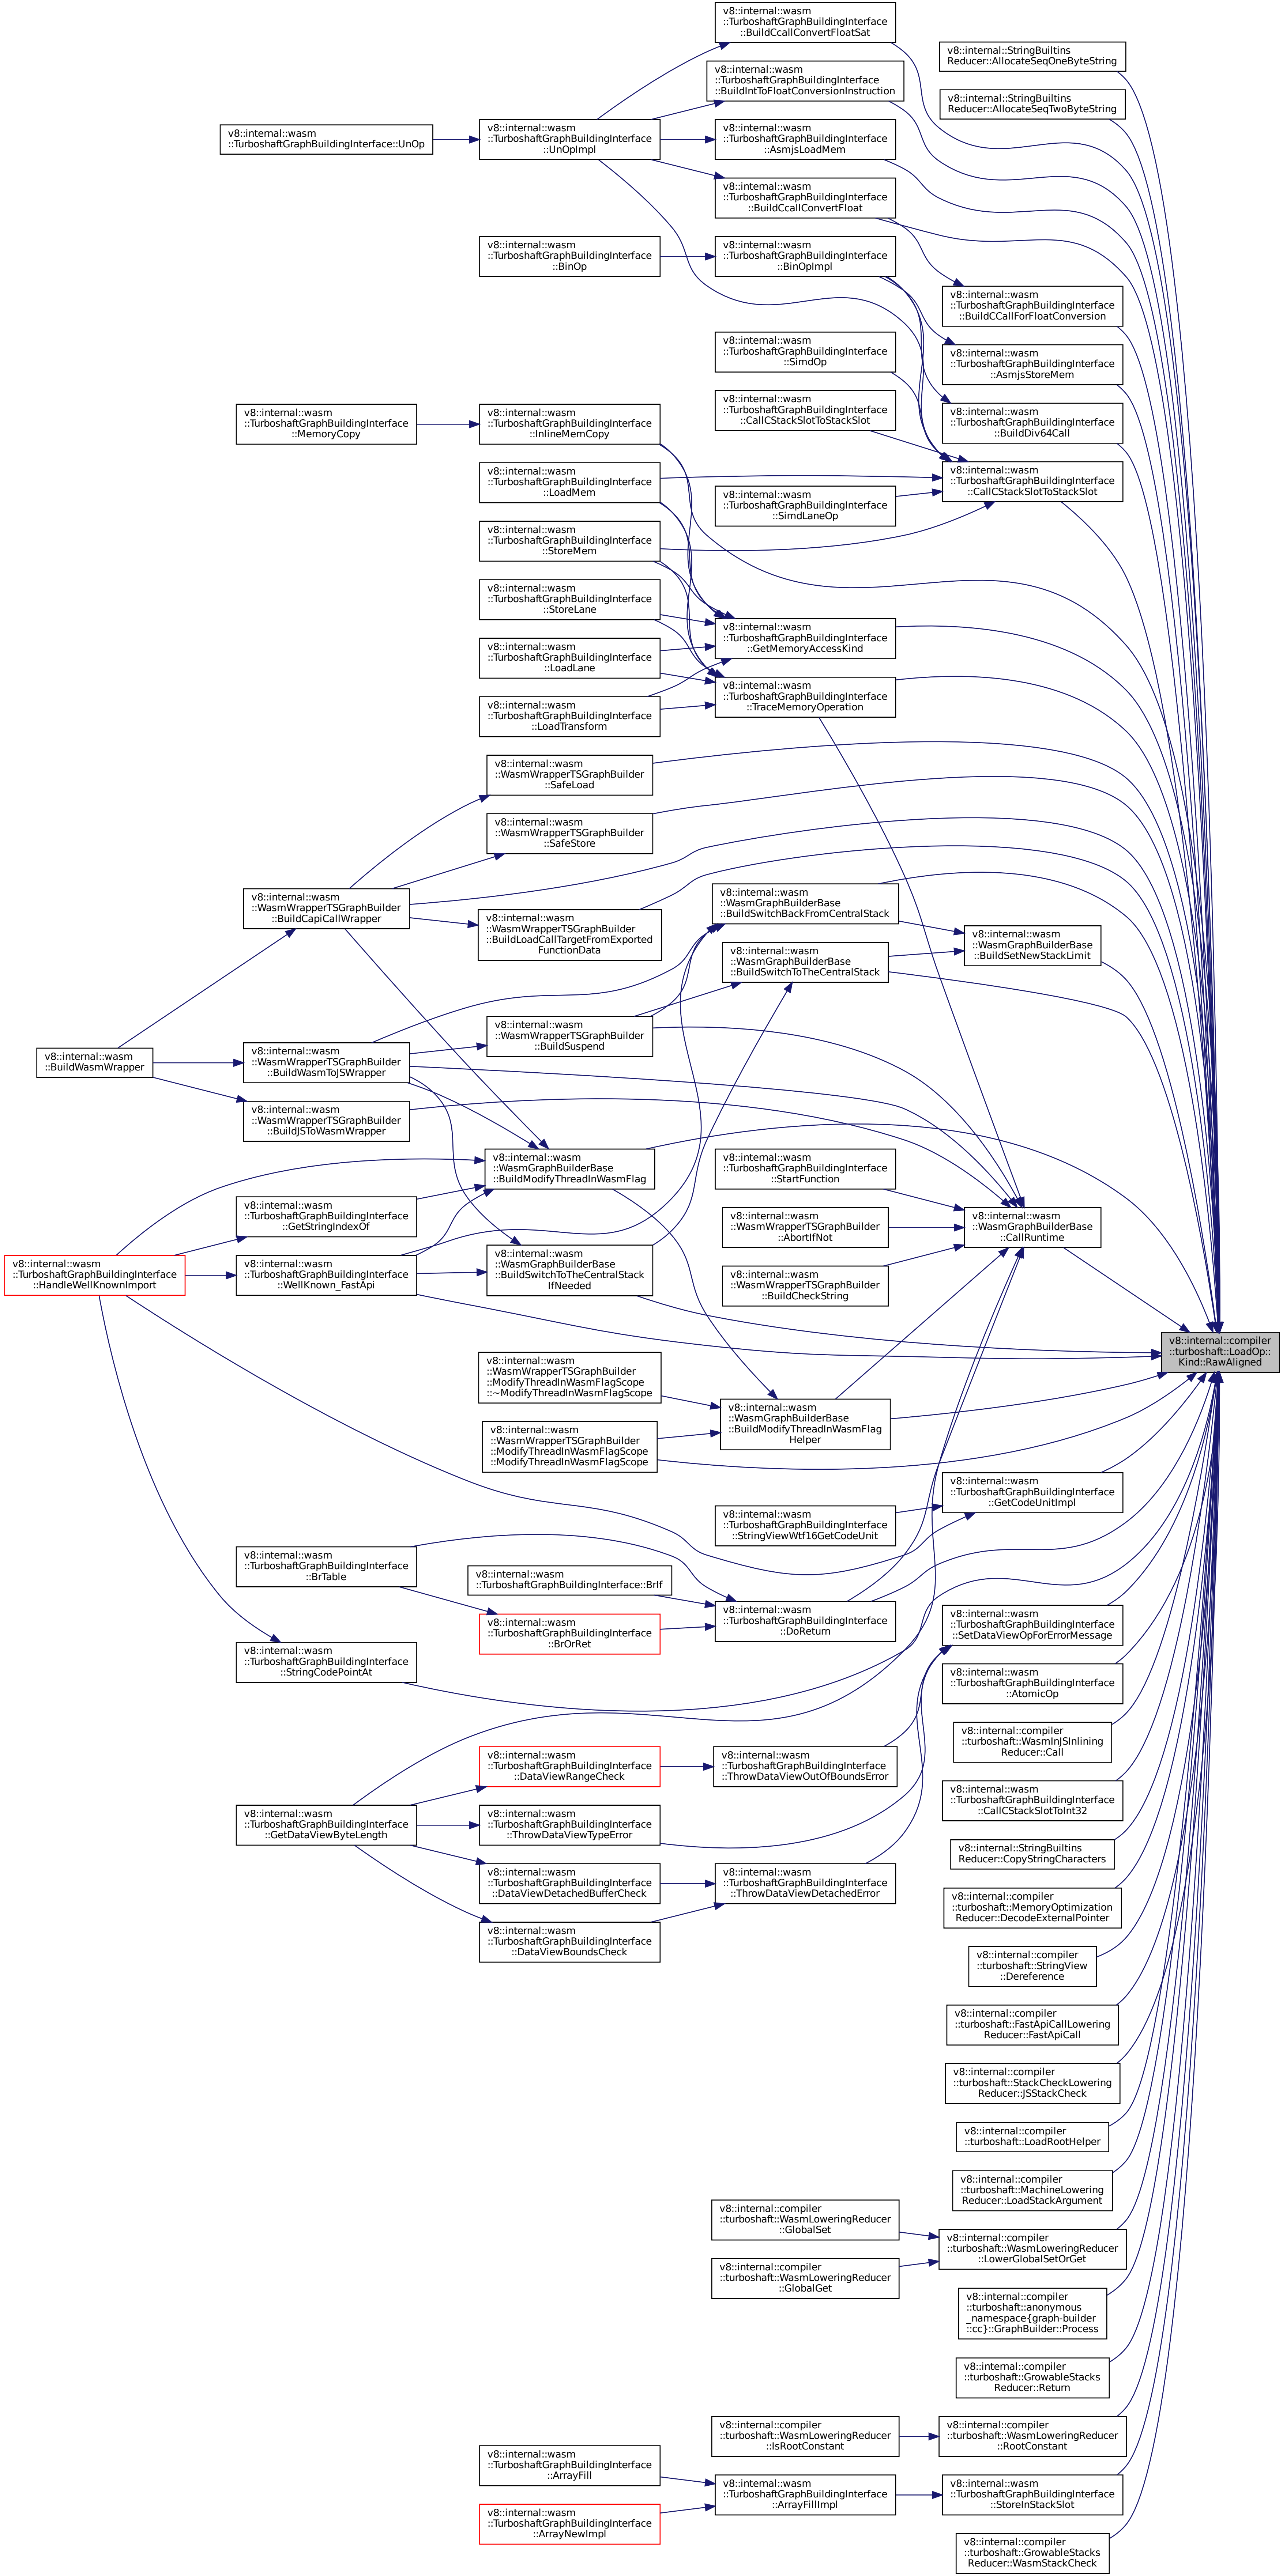 v8::internal::wasm
::TurboshaftGraphBuildingInterface
::BuildCcallConvertFloatSat
v8::internal::StringBuiltins
Reducer::AllocateSeqOneByteString
v8::internal::wasm
::TurboshaftGraphBuildingInterface
::BuildIntToFloatConversionInstruction
v8::internal::StringBuiltins
Reducer::AllocateSeqTwoByteString
v8::internal::wasm
::TurboshaftGraphBuildingInterface::UnOp
v8::internal::wasm
::TurboshaftGraphBuildingInterface
::UnOpImpl
v8::internal::wasm
::TurboshaftGraphBuildingInterface
::AsmjsLoadMem
v8::internal::wasm
::TurboshaftGraphBuildingInterface
::BuildCcallConvertFloat
v8::internal::wasm
::TurboshaftGraphBuildingInterface
::BinOp
v8::internal::wasm
::TurboshaftGraphBuildingInterface
::BinOpImpl
v8::internal::wasm
::TurboshaftGraphBuildingInterface
::BuildCCallForFloatConversion
v8::internal::wasm
::TurboshaftGraphBuildingInterface
::SimdOp
v8::internal::wasm
::TurboshaftGraphBuildingInterface
::AsmjsStoreMem
v8::internal::wasm
::TurboshaftGraphBuildingInterface
::CallCStackSlotToStackSlot
v8::internal::wasm
::TurboshaftGraphBuildingInterface
::BuildDiv64Call
v8::internal::wasm
::TurboshaftGraphBuildingInterface
::MemoryCopy
v8::internal::wasm
::TurboshaftGraphBuildingInterface
::InlineMemCopy
v8::internal::wasm
::TurboshaftGraphBuildingInterface
::LoadMem
v8::internal::wasm
::TurboshaftGraphBuildingInterface
::CallCStackSlotToStackSlot
v8::internal::wasm
::TurboshaftGraphBuildingInterface
::SimdLaneOp
v8::internal::wasm
::TurboshaftGraphBuildingInterface
::StoreMem
v8::internal::wasm
::TurboshaftGraphBuildingInterface
::StoreLane
v8::internal::wasm
::TurboshaftGraphBuildingInterface
::LoadLane
v8::internal::wasm
::TurboshaftGraphBuildingInterface
::GetMemoryAccessKind
v8::internal::wasm
::TurboshaftGraphBuildingInterface
::LoadTransform
v8::internal::wasm
::TurboshaftGraphBuildingInterface
::TraceMemoryOperation
v8::internal::wasm
::WasmWrapperTSGraphBuilder
::SafeLoad
v8::internal::wasm
::WasmWrapperTSGraphBuilder
::SafeStore
v8::internal::wasm
::WasmWrapperTSGraphBuilder
::BuildCapiCallWrapper
v8::internal::wasm
::WasmWrapperTSGraphBuilder
::BuildLoadCallTargetFromExported
FunctionData
v8::internal::wasm
::WasmGraphBuilderBase
::BuildSwitchBackFromCentralStack
v8::internal::wasm
::WasmGraphBuilderBase
::BuildSwitchToTheCentralStack
v8::internal::wasm
::WasmGraphBuilderBase
::BuildSetNewStackLimit
v8::internal::wasm
::BuildWasmWrapper
v8::internal::wasm
::WasmWrapperTSGraphBuilder
::BuildWasmToJSWrapper
v8::internal::wasm
::WasmWrapperTSGraphBuilder
::BuildSuspend
v8::internal::wasm
::WasmWrapperTSGraphBuilder
::BuildJSToWasmWrapper
v8::internal::wasm
::WasmGraphBuilderBase
::BuildModifyThreadInWasmFlag
v8::internal::wasm
::TurboshaftGraphBuildingInterface
::StartFunction
v8::internal::wasm
::TurboshaftGraphBuildingInterface
::GetStringIndexOf
v8::internal::wasm
::WasmWrapperTSGraphBuilder
::AbortIfNot
v8::internal::wasm
::WasmGraphBuilderBase
::CallRuntime
v8::internal::wasm
::TurboshaftGraphBuildingInterface
::HandleWellKnownImport
v8::internal::wasm
::TurboshaftGraphBuildingInterface
::WellKnown_FastApi
v8::internal::wasm
::WasmGraphBuilderBase
::BuildSwitchToTheCentralStack
IfNeeded
v8::internal::wasm
::WasmWrapperTSGraphBuilder
::BuildCheckString
v8::internal::compiler
::turboshaft::LoadOp::
Kind::RawAligned
v8::internal::wasm
::WasmWrapperTSGraphBuilder
::ModifyThreadInWasmFlagScope
::~ModifyThreadInWasmFlagScope
v8::internal::wasm
::WasmGraphBuilderBase
::BuildModifyThreadInWasmFlag
Helper
v8::internal::wasm
::WasmWrapperTSGraphBuilder
::ModifyThreadInWasmFlagScope
::ModifyThreadInWasmFlagScope
v8::internal::wasm
::TurboshaftGraphBuildingInterface
::GetCodeUnitImpl
v8::internal::wasm
::TurboshaftGraphBuildingInterface
::StringViewWtf16GetCodeUnit
v8::internal::wasm
::TurboshaftGraphBuildingInterface
::BrTable
v8::internal::wasm
::TurboshaftGraphBuildingInterface::BrIf
v8::internal::wasm
::TurboshaftGraphBuildingInterface
::BrOrRet
v8::internal::wasm
::TurboshaftGraphBuildingInterface
::DoReturn
v8::internal::wasm
::TurboshaftGraphBuildingInterface
::SetDataViewOpForErrorMessage
v8::internal::wasm
::TurboshaftGraphBuildingInterface
::StringCodePointAt
v8::internal::wasm
::TurboshaftGraphBuildingInterface
::AtomicOp
v8::internal::compiler
::turboshaft::WasmInJSInlining
Reducer::Call
v8::internal::wasm
::TurboshaftGraphBuildingInterface
::DataViewRangeCheck
v8::internal::wasm
::TurboshaftGraphBuildingInterface
::ThrowDataViewOutOfBoundsError
v8::internal::wasm
::TurboshaftGraphBuildingInterface
::CallCStackSlotToInt32
v8::internal::wasm
::TurboshaftGraphBuildingInterface
::GetDataViewByteLength
v8::internal::wasm
::TurboshaftGraphBuildingInterface
::ThrowDataViewTypeError
v8::internal::StringBuiltins
Reducer::CopyStringCharacters
v8::internal::wasm
::TurboshaftGraphBuildingInterface
::DataViewDetachedBufferCheck
v8::internal::wasm
::TurboshaftGraphBuildingInterface
::ThrowDataViewDetachedError
v8::internal::compiler
::turboshaft::MemoryOptimization
Reducer::DecodeExternalPointer
v8::internal::wasm
::TurboshaftGraphBuildingInterface
::DataViewBoundsCheck
v8::internal::compiler
::turboshaft::StringView
::Dereference
v8::internal::compiler
::turboshaft::FastApiCallLowering
Reducer::FastApiCall
v8::internal::compiler
::turboshaft::StackCheckLowering
Reducer::JSStackCheck
v8::internal::compiler
::turboshaft::LoadRootHelper
v8::internal::compiler
::turboshaft::MachineLowering
Reducer::LoadStackArgument
v8::internal::compiler
::turboshaft::WasmLoweringReducer
::GlobalSet
v8::internal::compiler
::turboshaft::WasmLoweringReducer
::LowerGlobalSetOrGet
v8::internal::compiler
::turboshaft::WasmLoweringReducer
::GlobalGet
v8::internal::compiler
::turboshaft::anonymous
_namespace{graph-builder
::cc}::GraphBuilder::Process
v8::internal::compiler
::turboshaft::GrowableStacks
Reducer::Return
v8::internal::compiler
::turboshaft::WasmLoweringReducer
::IsRootConstant
v8::internal::compiler
::turboshaft::WasmLoweringReducer
::RootConstant
v8::internal::wasm
::TurboshaftGraphBuildingInterface
::ArrayFill
v8::internal::wasm
::TurboshaftGraphBuildingInterface
::ArrayFillImpl
v8::internal::wasm
::TurboshaftGraphBuildingInterface
::StoreInStackSlot
v8::internal::wasm
::TurboshaftGraphBuildingInterface
::ArrayNewImpl
v8::internal::compiler
::turboshaft::GrowableStacks
Reducer::WasmStackCheck